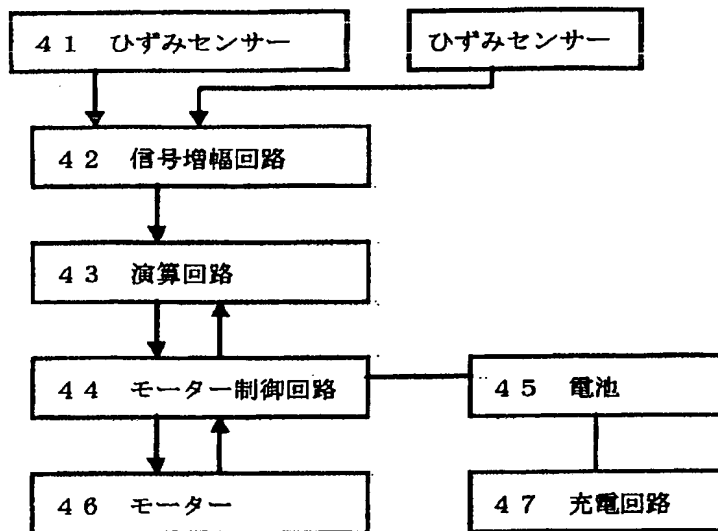 ４１　ひずみセンサー
ひずみセンサー
４２　信号増幅回路
４３　演算回路
４４　モーター制御回路
４５　電池
４６　モーター
４７　充電回路